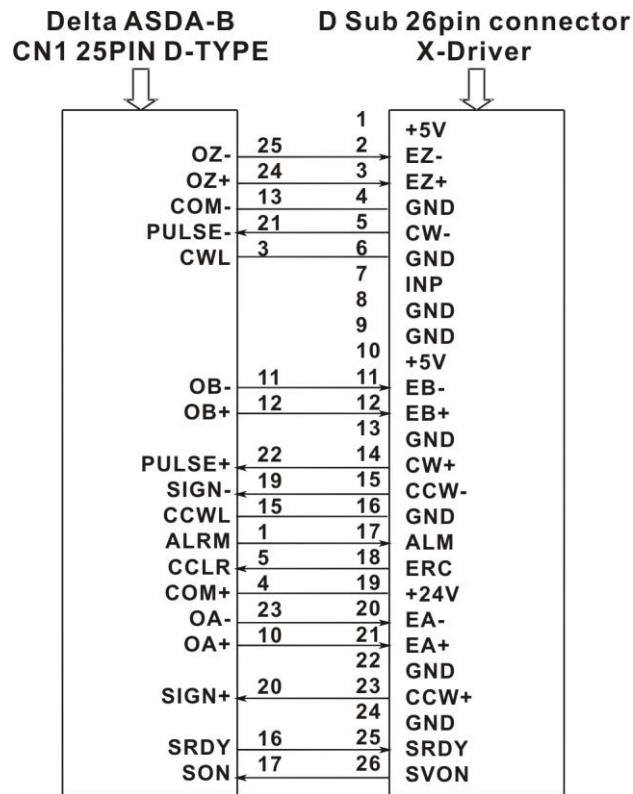 Delta ASDA-B D Sub 26pin connector
CN1 25PIN D-TYPE X-Driver
1 +5V
OZ- 25 2 EZ-
OZ+ 24 3 EZ+
COM- 13 4 GND
PULSE- 21 5 CW-
CWL 3 6 GND
7 INP
8 GND
9 GND
10 +5V
OB- 11 11 EB-
OB+ 12 12 EB+
13 GND
PULSE+ 22 14 CW+
SIGN- 19 15 CCW-
CCWL 15 16 GND
ALRM 1 17 ALM
CCLR 5 18 ERC
COM+ 4 19 +24V
OA- 23 20 EA-
OA+ 10 21 EA+
22 GND
SIGN+ 20 23 CCW+
24 GND
SRDY 16 25 SRDY
SON 17 26 SVON